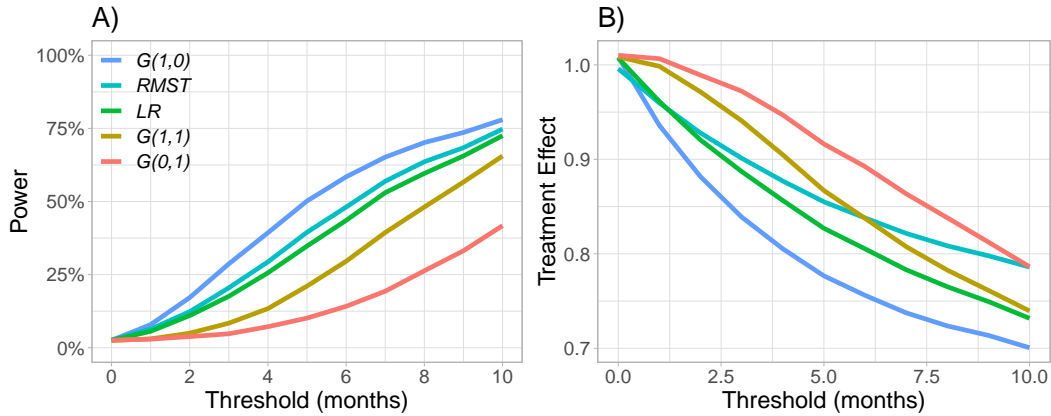 A)
100%
75%
50%
25%
0%
Power
G(1,0)
RMST
LR
G(1,1)
G(0,1)
0 2 4 6 8 10
Threshold (months)
B)
1.0
0.9
0.8
0.7
Treatment Effect
0.0 2.5 5.0 7.5 10.0
Threshold (months)